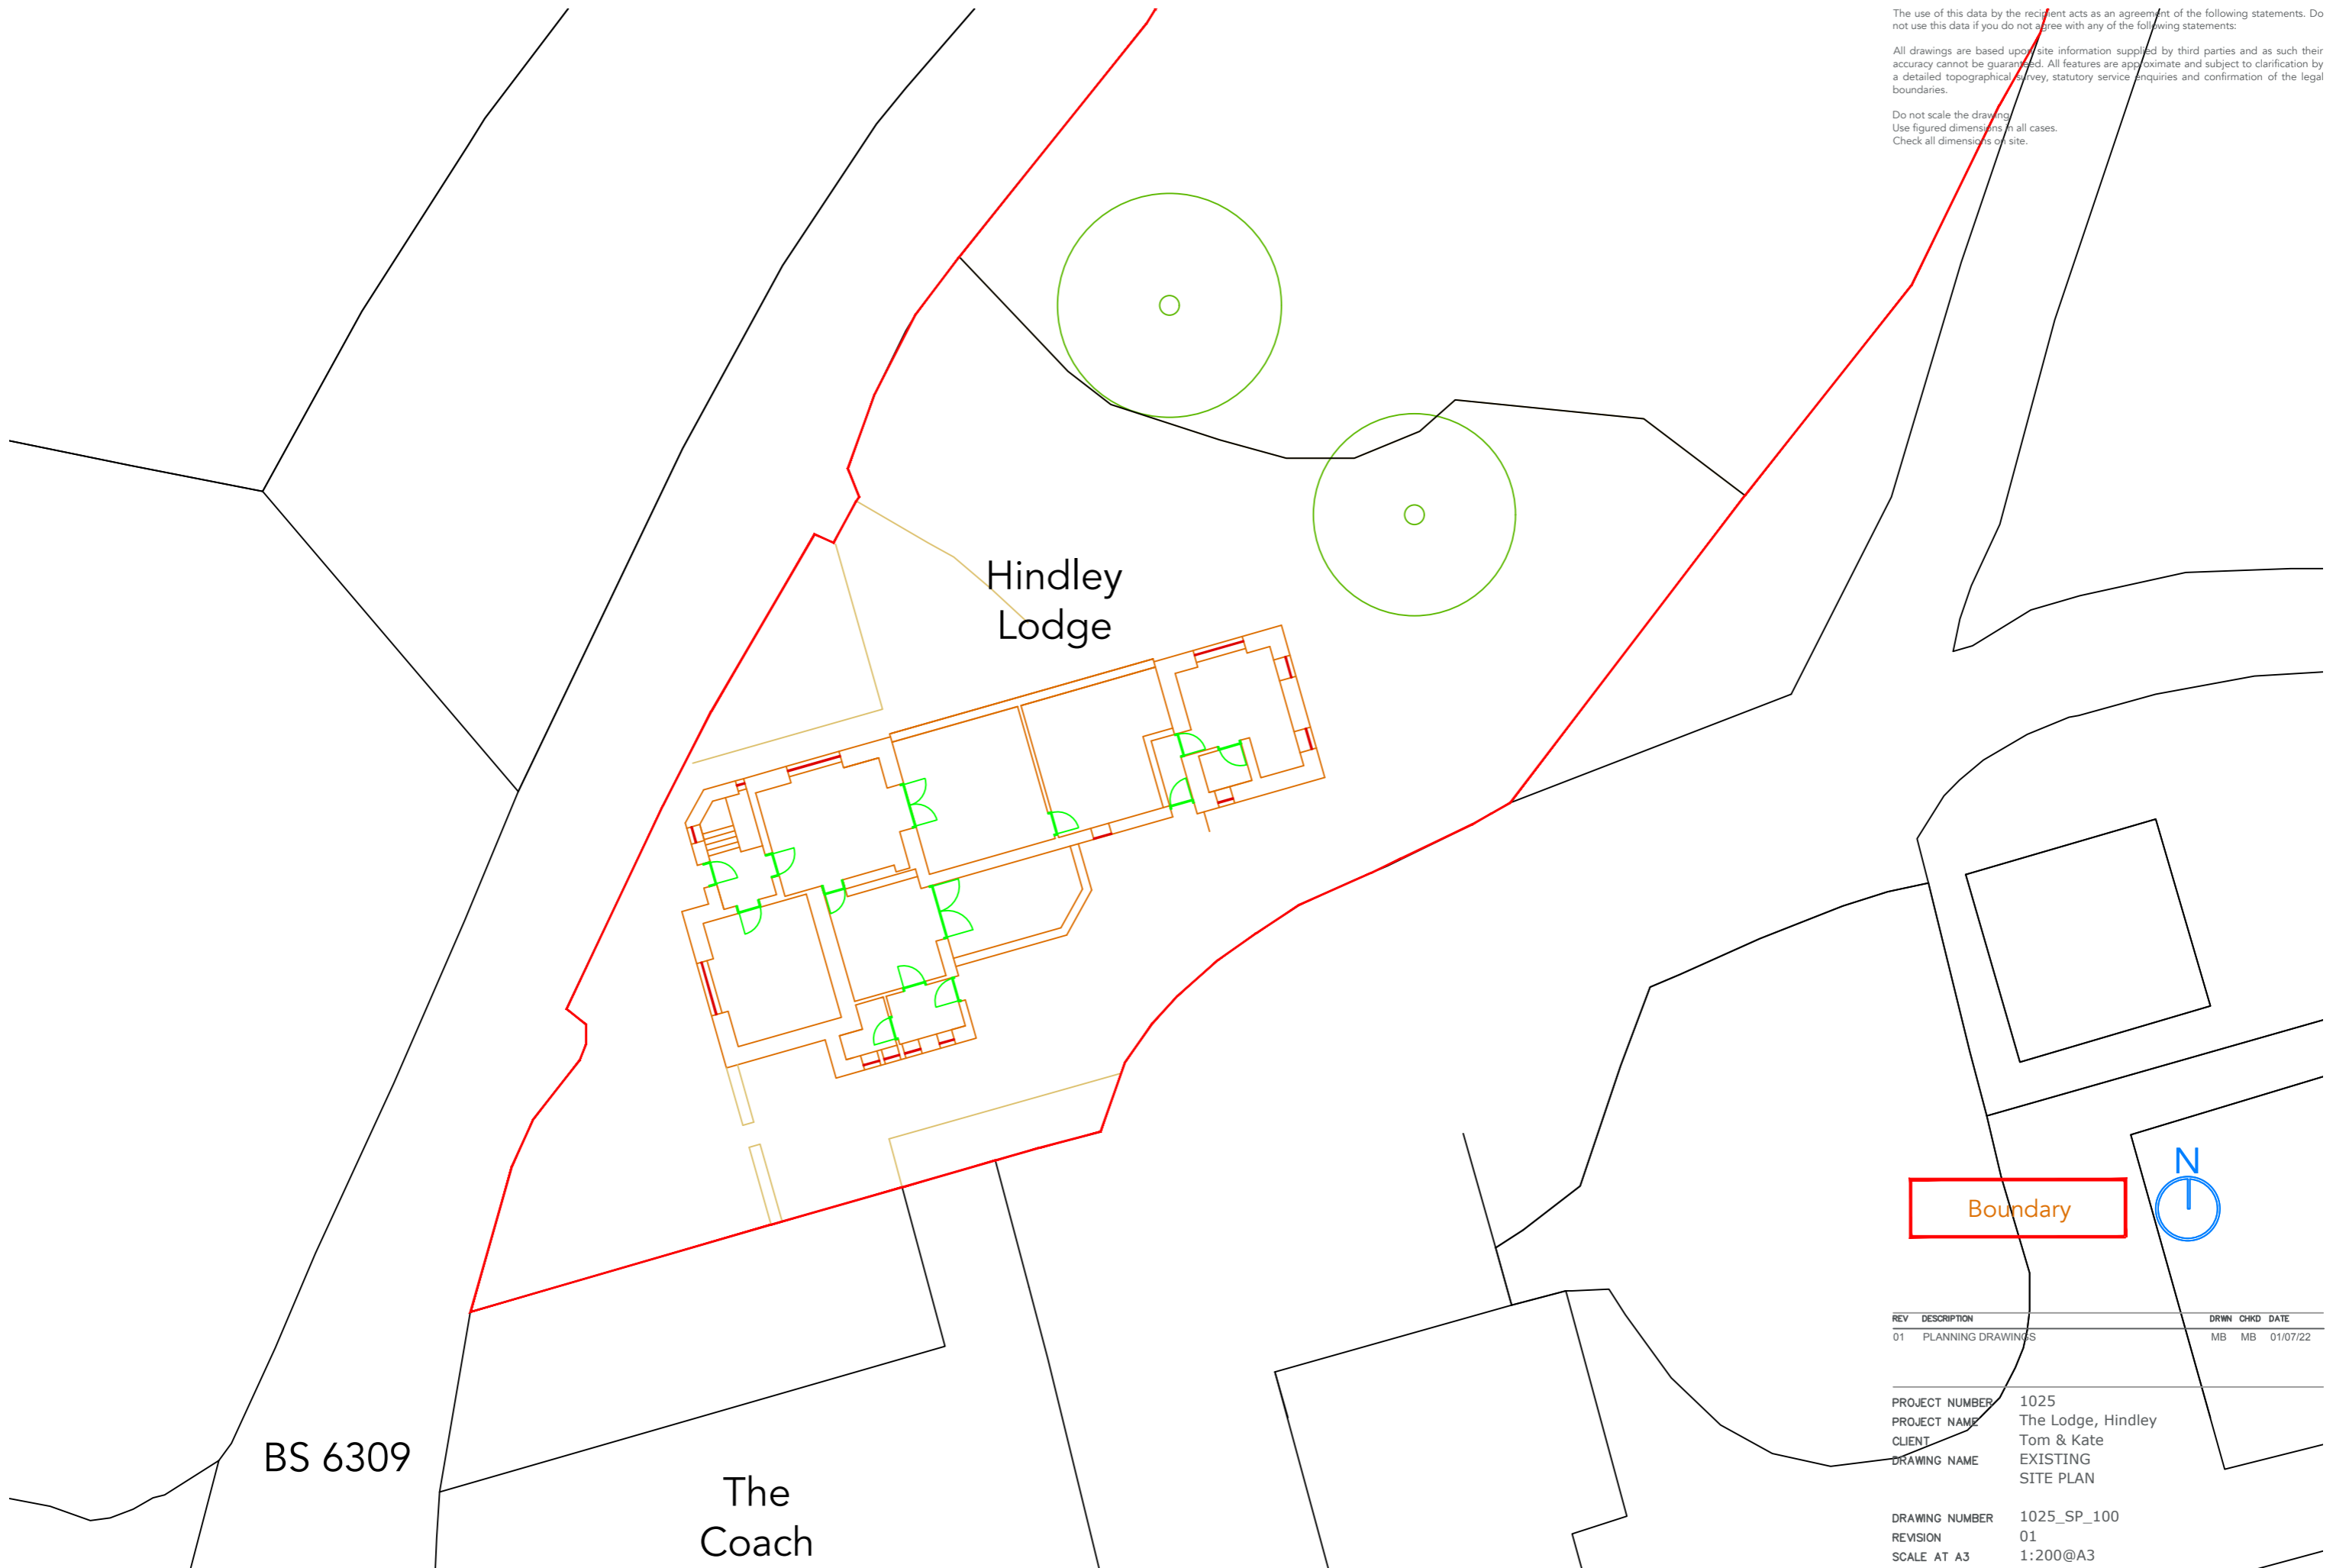 The use of this data by the recipient acts as an agreement of the following statements. Do
not use this data if you do not agree with any of the following statements:
All drawings are based upon site information supplied by third parties and as such their
accuracy cannot be guaranteed. All features are approximate and subject to clarification by
a detailed topographical survey, statutory service enquiries and confirmation of the legal
boundaries.
Do not scale the drawing.
Use figured dimensions in all cases.
Check all dimensions on site.
Hindley
Lodge
N
Boundary
REV DESCRIPTION DRWN CHKD DATE
01 PLANNING DRAWINGS MB MB 01/07/22
PROJECT NUMBER 1025
PROJECT NAME The Lodge, Hindley
CLIENT Tom & Kate
DRAWING NAME EXISTING
SITE PLAN
DRAWING NUMBER 1025_SP_100
REVISION 01
SCALE AT A3 1:200@A3
BS 6309
The
Coach